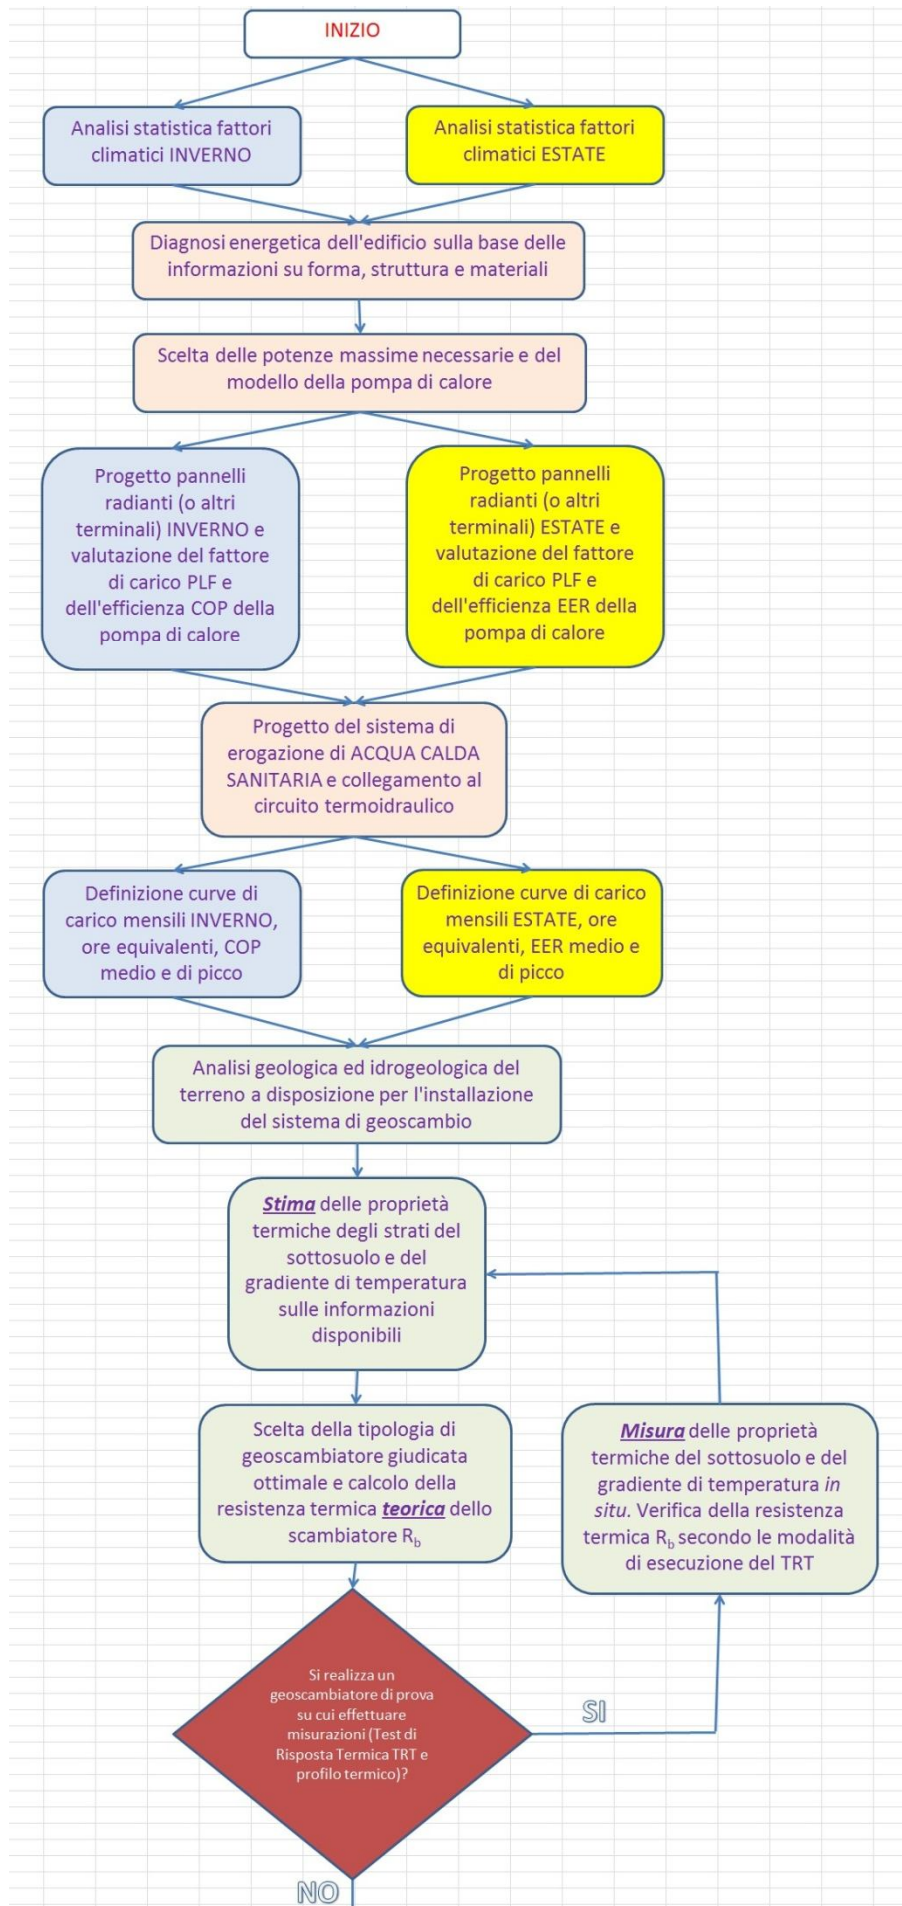 INIZIO
Analisi statistica fattori
climatici INVERNO
Analisi statistica fattori
climatici ESTATE
Diagnosi energetica dell'edificio sulla base delle
informazioni su forma, struttura e materiali
Scelta delle potenze massime necessarie e del
modello della pompa di calore
Progetto pannelli
radianti (o altri
terminali) INVERNO e
valutazione del fattore
di carico PLF e
dell'efficienza COP della
pompa di calore
Progetto pannelli
radianti (o altri
terminali) ESTATE e
valutazione del fattore
di carico PLF e
dell'efficienza EER della
pompa di calore
Progetto del sistema di
erogazione di ACQUA CALDA
SANITARIA e collegamento al
circuito termoidraulico
Definizione curve di
carico mensili INVERNO,
ore equivalenti, COP
medio e di picco
Definizione curve di carico
mensili ESTATE, ore
equivalenti, EER medio e
di picco
Analisi geologica ed idrogeologica del
terreno a disposizione per l'installazione
del sistema di geoscambio
Stima delle proprietà
termiche degli strati del
sottosuolo e del
gradiente di temperatura
sulle informazioni
disponibili
Scelta della tipologia di
geoscambiatore giudicata
ottimale e calcolo della
resistenza termica teorica dello
scambiatore Rb
Misura delle proprietà
termiche del sottosuolo e del
gradiente di temperatura in
situ. Verifica della resistenza
termica Rb secondo le modalità
di esecuzione del TRT
Si realizza un
geoscambiatore di prova
su cui effettuare
misurazioni (Test di
Risposta Termica TRT e
profilo termico)?
SI
NO